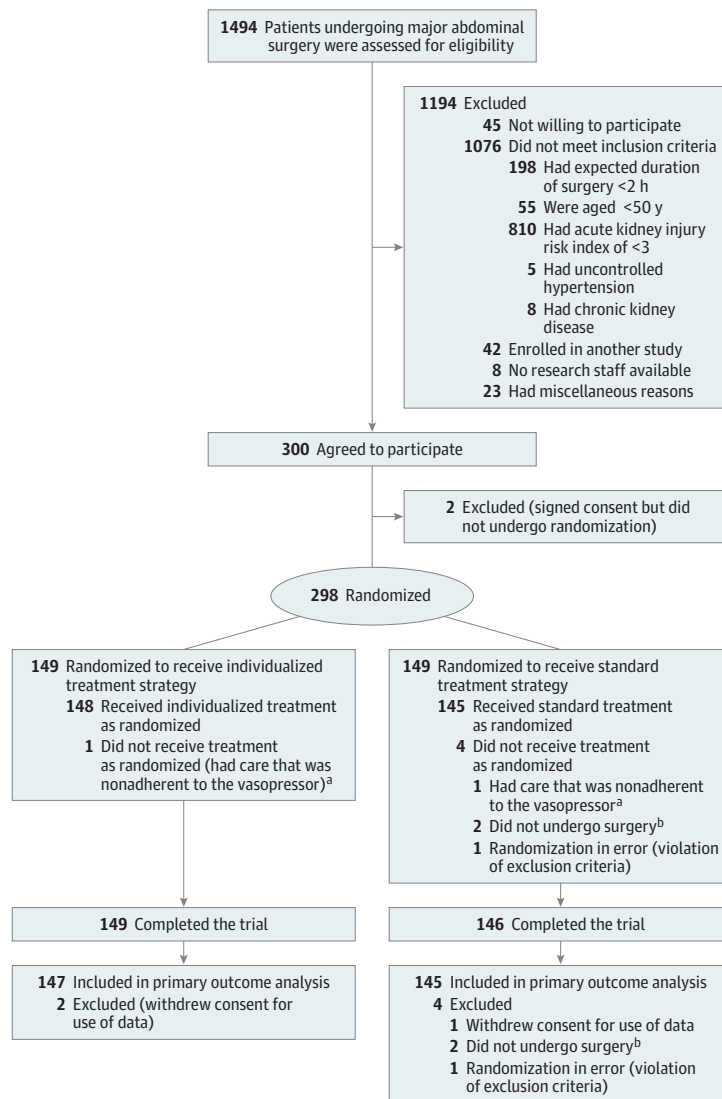 1494 Patients undergoing major abdominal
surgery were assessed for eligibility
1194 Excluded
45 Not willing to participate
1076 Did not meet inclusion criteria
198 Had expected duration
of surgery <2 h
55 Were aged <50 y
810 Had acute kidney injury
risk index of <3
5 Had uncontrolled
hypertension
8 Had chronic kidney
disease
42 Enrolled in another study
8 No research staff available
23 Had miscellaneous reasons
300 Agreed to participate
2 Excluded (signed consent but did
not undergo randomization)
298 Randomized
149 Randomized to receive individualized
treatment strategy
148 Received individualized treatment
as randomized
1 Did not receive treatment
as randomized (had care that was
nonadherent to the vasopressor)a
149 Randomized to receive standard
treatment strategy
145 Received standard treatment
as randomized
4 Did not receive treatment
as randomized
1 Had care that was nonadherent
to the vasopressora
2 Did not undergo surgeryb
1 Randomization in error (violation
of exclusion criteria)
149 Completed the trial
146 Completed the trial
147 Included in primary outcome analysis
2 Excluded (withdrew consent for
use of data)
145 Included in primary outcome analysis
4 Excluded
1 Withdrew consent for use of data
2 Did not undergo surgeryb
1 Randomization in error (violation
of exclusion criteria)